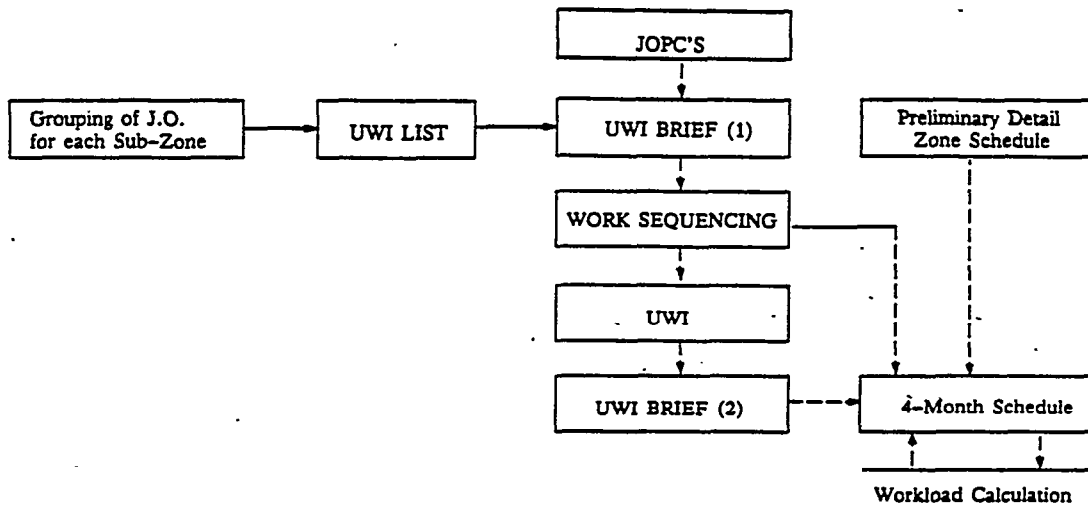 JOPC'S
Grouping of J.O.
for each Sub-Zone
UWI LIST
UWI BRIEF (1)
Preliminary Detail
Zone Schedule
WORK SEQUENCING
UWI
UWI BRIEF (2)
4-Month Schedule
Workload Calculation